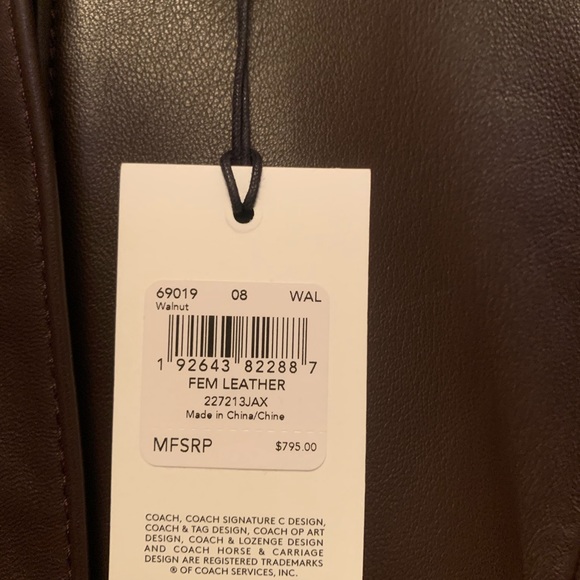 69019 08 WAL
Walnut
1 92643 82288 7
FEM LEATHER
227213JAX
Made in China/Chine
MFSRP $795.00
COACH, COACH SIGNATURE C DESIGN,
COACH & TAG DESIGN, COACH OP ART
DESIGN, COACH & LOZENGE DESIGN
AND COACH HORSE & CARRIAGE
DESIGN ARE REGISTERED TRADEMARKS
® OF COACH SERVICES, INC.